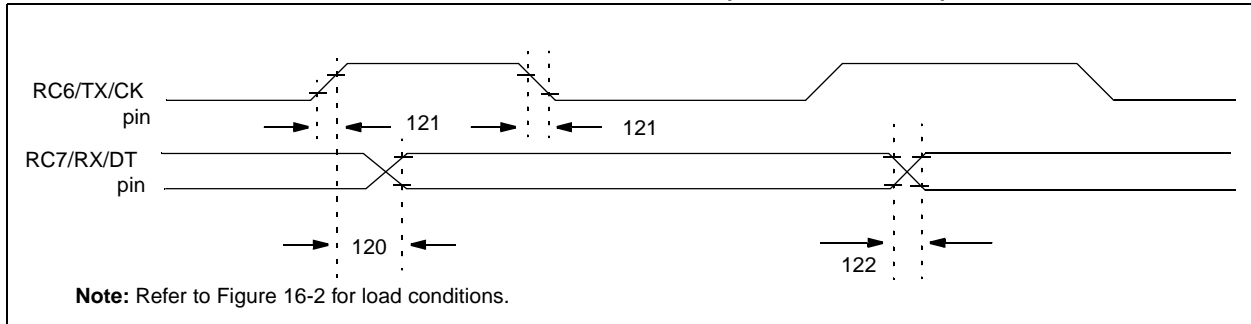 RC6/TX/CK
pin
121
121
RC7/RX/DT
pin
120
122
Note: Refer to Figure 16-2 for load conditions.